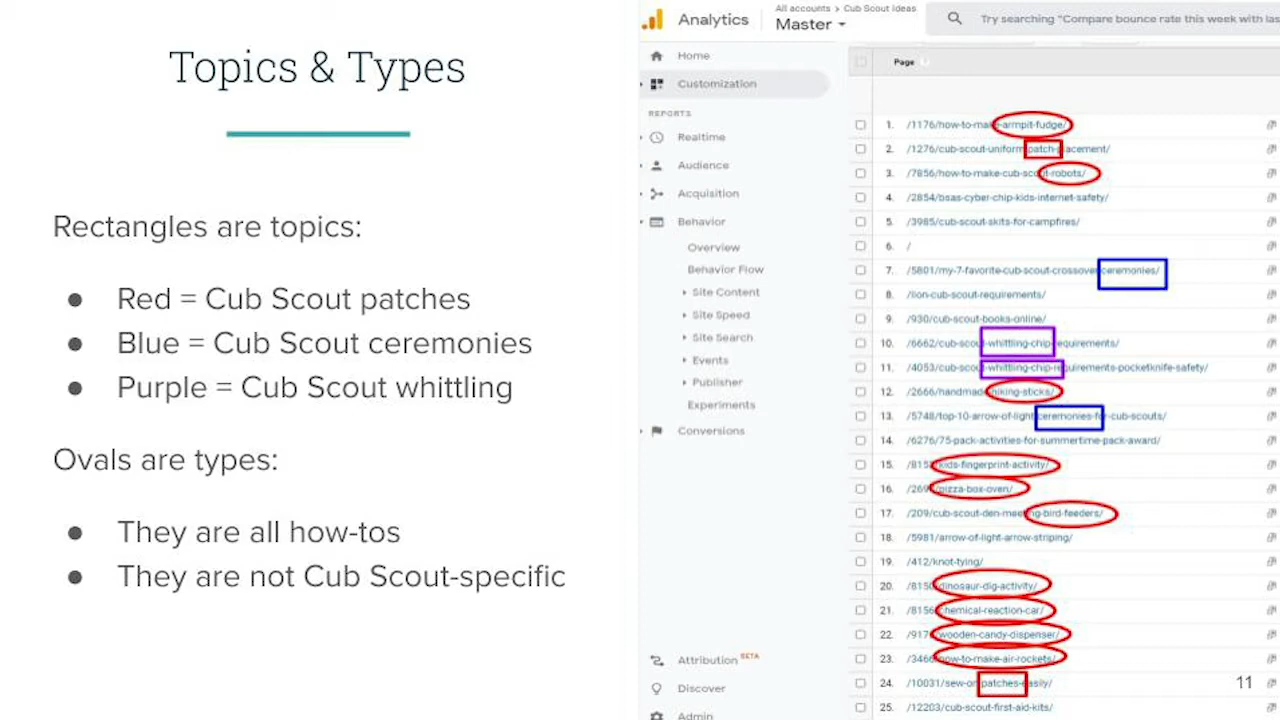 Topics & Types
Rectangles are topics:
● Red = Cub Scout patches
● Blue = Cub Scout ceremonies
● Purple = Cub Scout whittling
Ovals are types:
● They are all how-tos
● They are not Cub Scout-specific
Analytics
All accounts > Cub Scout Ideas
Master
Try searching "Compare bounce rate this week with las
Home
Customization
REPORTS
Realtime
Audience
Acquisition
Behavior
Overview
Behavior Flow
Site Content
Site Speed
Site Search
Events
Publisher
Experiments
Conversions
Attribution BETA
Discover
Admin
Page
1. /1176/how-to-make-armpit-fudge/
2. /1276/cub-scout-uniform-patch-placement/
3. /7856/how-to-make-cub-scout-robots/
4. /2854/bsas-cyber-chip-kids-internet-safety/
5. /3985/cub-scout-skits-for-campfires/
6. /
7. /5801/my-7-favorite-cub-scout-crossover-ceremonies/
8. /lion-cub-scout-requirements/
9. /930/cub-scout-books-online/
10. /6662/cub-scout-whittling-chip-requirements/
11. /4053/cub-scout-whittling-chip-requirements-pocketknife-safety/
12. /2666/handmade-hiking-sticks/
13. /5748/top-10-arrow-of-light-ceremonies-for-cub-scouts/
14. /6276/75-pack-activities-for-summertime-pack-award/
15. /8152/kids-fingerprint-activity/
16. pizza-box-oven/
17. /209/cub-scout-den-meeting-bird-feeders/
18. /5981/arrow-of-light-arrow-striping/
19. /412/knot-tying/
20. /8150/dinosaur-dig-activity/
21. /8156/chemical-reaction-car/
22. wooden-candy-dispenser/
23. /3466/how-to-make-air-rockets/
24. /10031/sew-on-patches-easily/
25. /12203/cub-scout-first-aid-kits/
11